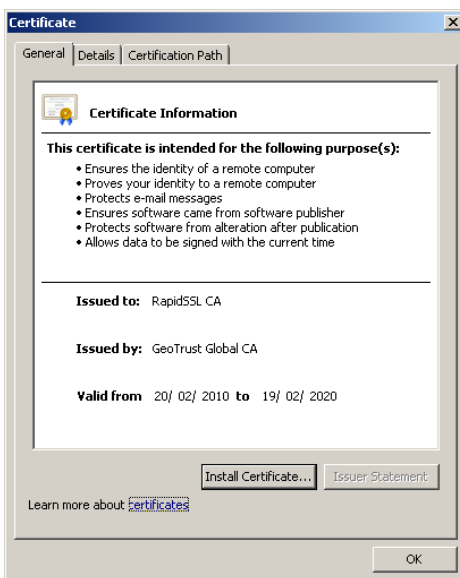 Certificate
General Details Certification Path
Certificate Information
This certificate is intended for the following purpose(s):
• Ensures the identity of a remote computer
• Proves your identity to a remote computer
• Protects e-mail messages
• Ensures software came from software publisher
• Protects software from alteration after publication
• Allows data to be signed with the current time
Issued to: RapidSSL CA
Issued by: GeoTrust Global CA
Valid from 20/ 02/ 2010 to 19/ 02/ 2020
Install Certificate... Issuer Statement
Learn more about certificates
OK